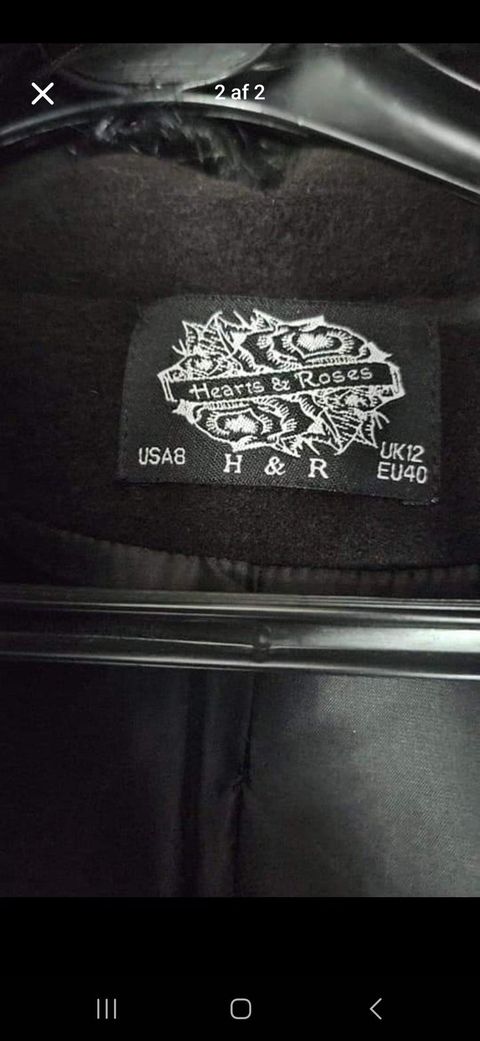 2 af 2
Hearts & Roses
USA8
H & R
UK12
EU40